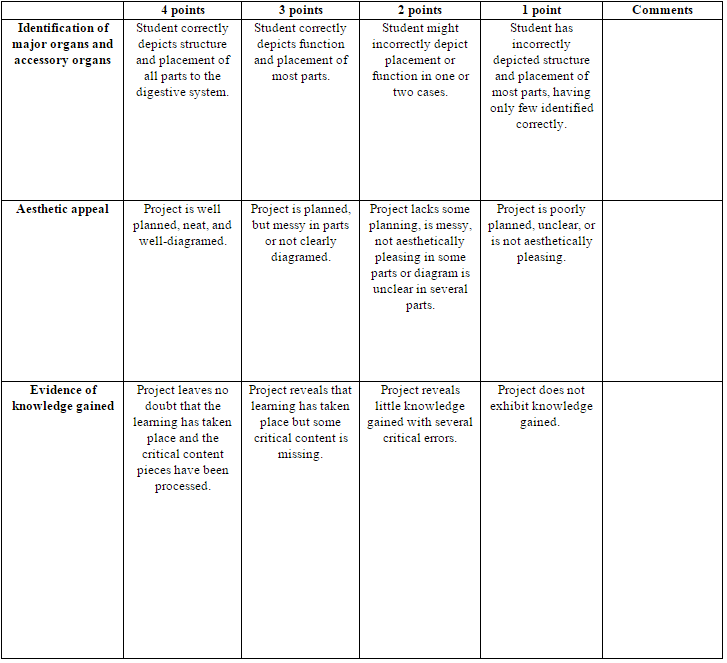 4 points 3 points 2 points 1 point Comments
Identification of
major organs and
accessory organs
Student correctly
depicts structure
and placement of
all parts to the
digestive system.
Student correctly
depicts function
and placement of
most parts.
Student might
incorrectly depict
placement or
function in one or
two cases.
Student has
incorrectly
depicted structure
and placement of
most parts, having
only few identified
correctly.
Aesthetic appeal
Project is well
planned, neat, and
well-diagramed.
Project is planned,
but messy in parts
or not clearly
diagramed.
Project lacks some
planning, is messy,
not aesthetically
pleasing in some
parts or diagram is
unclear in several
parts.
Project is poorly
planned, unclear, or
is not aesthetically
pleasing.
Evidence of
knowledge gained
Project leaves no
doubt that the
learning has taken
place and the
critical content
pieces have been
processed.
Project reveals that
learning has taken
place but some
critical content is
missing.
Project reveals
little knowledge
gained with several
critical errors.
Project does not
exhibit knowledge
gained.